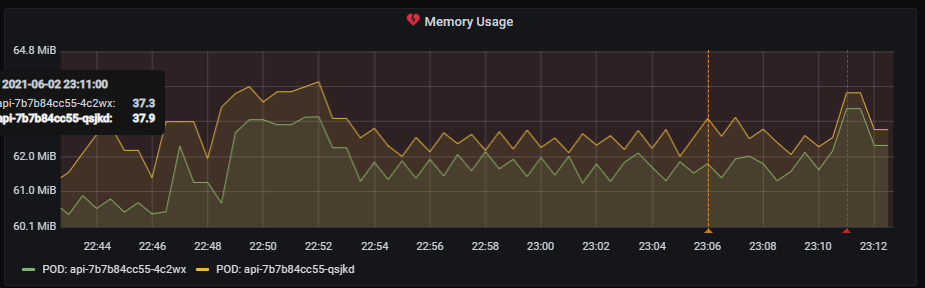 Memory Usage
64.8 MiB
2021-06-02 23:11:00
api-7b7b84cc55-4c2wx: 37.3
api-7b7b84cc55-qsjkd: 37.9
62.0 MiB
61.0 MiB
60.1 MiB
22:44 22:46 22:48 22:50 22:52 22:54 22:56 22:58 23:00 23:02 23:04 23:06 23:08 23:10 23:12
POD: api-7b7b84cc55-4c2wx POD: api-7b7b84cc55-qsjkd